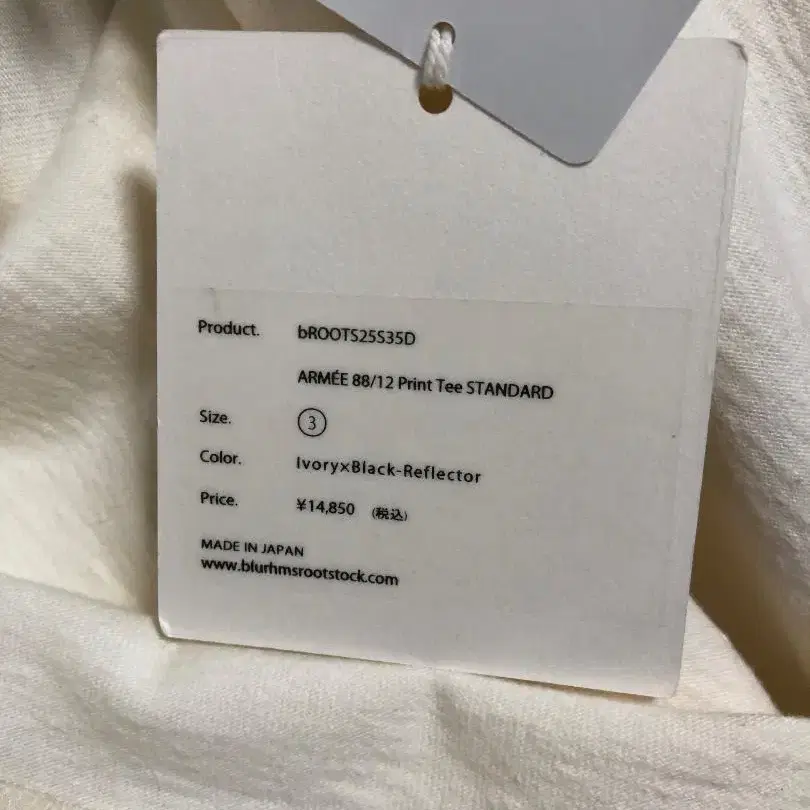 Product. bROOTS25S35D
ARMÉE 88/12 Print Tee STANDARD
Size. ③
Color. Ivory×Black-Reflector
Price. ¥14,850 (税込)
MADE IN JAPAN
www.blurhmsrootstock.com